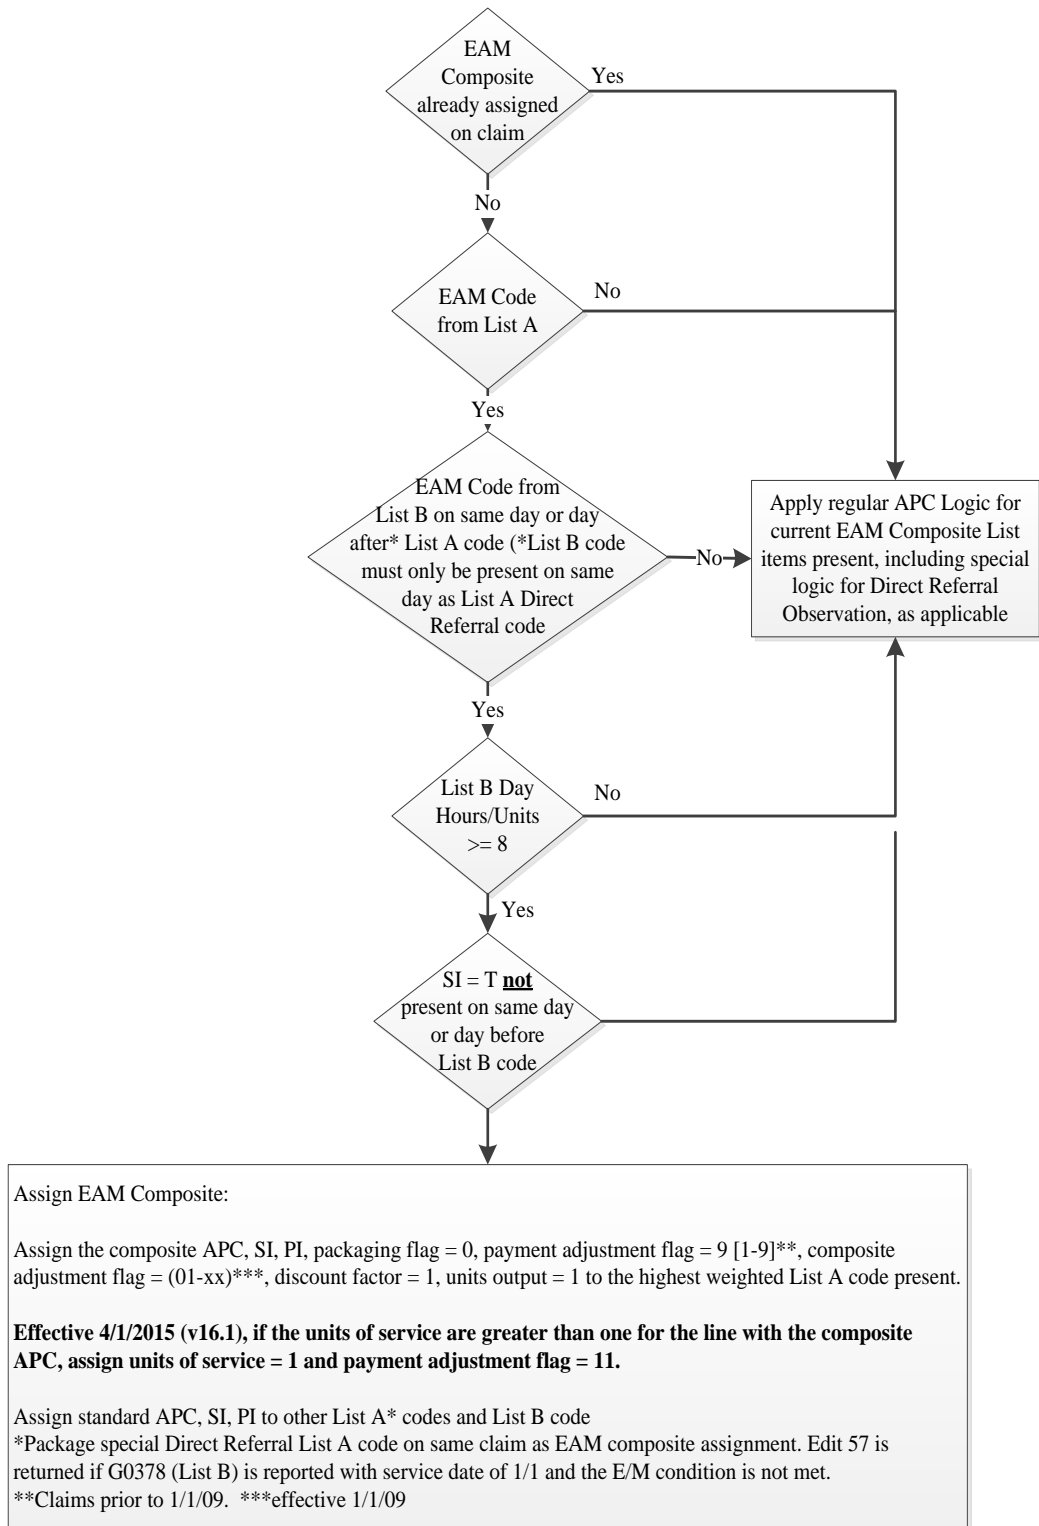 EAM
Composite
already assigned
on claim
Yes
No
EAM Code
from List A
No
Yes
EAM Code from
List B on same day or day
after* List A code (*List B code
must only be present on same
day as List A Direct
Referral code
No
Apply regular APC Logic for
current EAM Composite List
items present, including special
logic for Direct Referral
Observation, as applicable
Yes
List B Day
Hours/Units
>= 8
No
Yes
SI = T not
present on same day
or day before
List B code
Assign EAM Composite:
Assign the composite APC, SI, PI, packaging flag = 0, payment adjustment flag = 9 [1-9]**, composite
adjustment flag = (01-xx)***, discount factor = 1, units output = 1 to the highest weighted List A code present.
Effective 4/1/2015 (v16.1), if the units of service are greater than one for the line with the composite
APC, assign units of service = 1 and payment adjustment flag = 11.
Assign standard APC, SI, PI to other List A* codes and List B code
*Package special Direct Referral List A code on same claim as EAM composite assignment. Edit 57 is
returned if G0378 (List B) is reported with service date of 1/1 and the E/M condition is not met.
**Claims prior to 1/1/09. ***effective 1/1/09